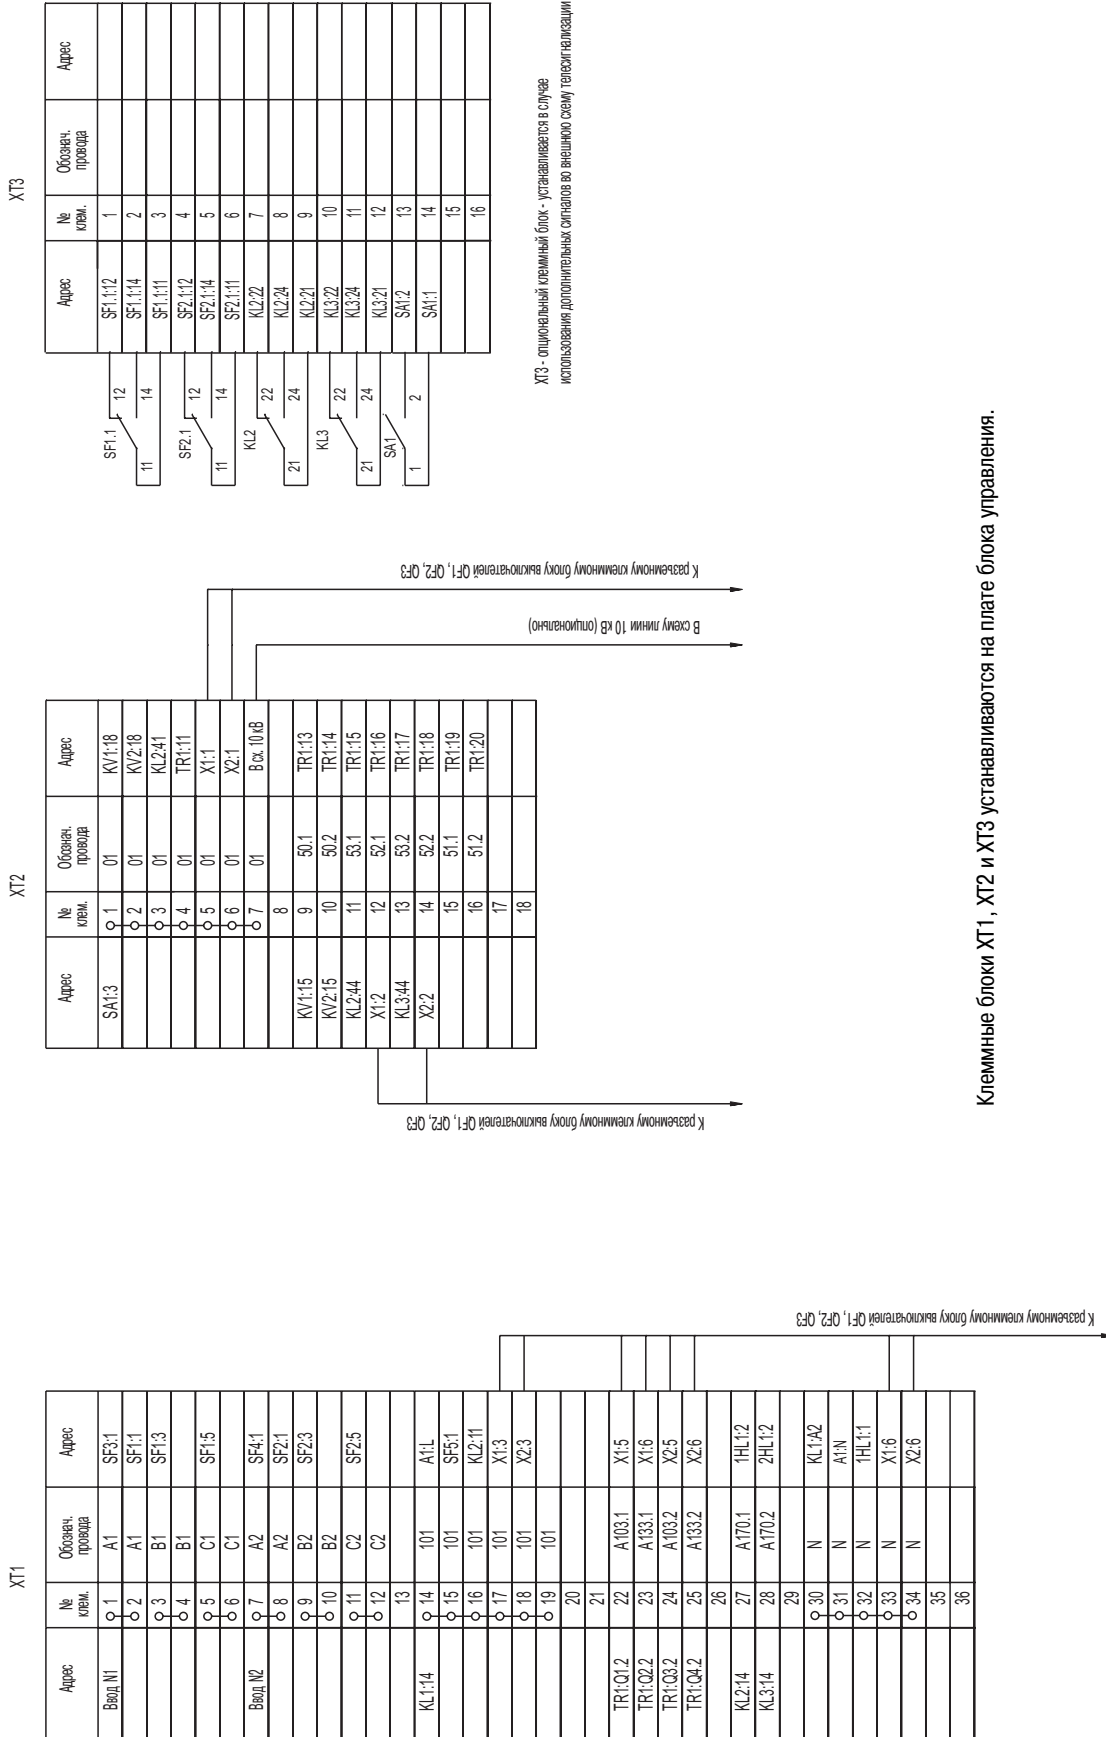 XT1
Адрес | № клем. | Обознач. провода | Адрес
Ввод N1 | 1 | A1 | SF3:1
2 | A1 | SF1:1
3 | B1 | SF1:3
4 | B1
5 | C1 | SF1:5
6 | C1
Ввод N2 | 7 | A2 | SF4:1
8 | A2 | SF2:1
9 | B2 | SF2:3
10 | B2
11 | C2 | SF2:5
12 | C2
13
KL1:14 | 14 | 101 | A1:L
15 | 101 | SF5:1
16 | 101 | KL2:11
17 | 101 | X1:3
18 | 101 | X2:3
19 | 101
20
21
TR1:Q1.2 | 22 | A103.1 | X1:5
TR1:Q2.2 | 23 | A133.1 | X1:6
TR1:Q3.2 | 24 | A103.2 | X2:5
TR1:Q4.2 | 25 | A133.2 | X2:6
26
KL2:14 | 27 | A170.1 | 1HL1:2
KL3:14 | 28 | A170.2 | 2HL1:2
29
30 | N | KL1:A2
31 | N | A1:N
32 | N | 1HL1:1
33 | N | X1:6
34 | N | X2:6
35
36
К разъемному клеммному блоку выключателей QF1, QF2, QF3
XT2
Адрес | № клем. | Обознач. провода | Адрес
SA1:3 | 1 | 01 | KV1:18
2 | 01 | KV2:18
3 | 01 | KL2:41
4 | 01 | TR1:11
5 | 01 | X1:1
6 | 01 | X2:1
7 | 01 | В сх. 10 кВ
8
KV1:15 | 9 | 50.1 | TR1:13
KV2:15 | 10 | 50.2 | TR1:14
KL2:44 | 11 | 53.1 | TR1:15
X1:2 | 12 | 52.1 | TR1:16
KL3:44 | 13 | 53.2 | TR1:17
X2:2 | 14 | 52.2 | TR1:18
15 | 51.1 | TR1:19
16 | 51.2 | TR1:20
17
18
К разъемному клеммному блоку выключателей QF1, QF2, QF3
В схему линии 10 кВ (опционально)
К разъемному клеммному блоку выключателей QF1, QF2, QF3
XT3
Адрес | № клем. | Обознач. провода | Адрес
SF1.1:12 | 1
SF1.1:14 | 2
SF1.1:11 | 3
SF2.1:12 | 4
SF2.1:14 | 5
SF2.1:11 | 6
KL2:22 | 7
KL2:24 | 8
KL2:21 | 9
KL3:22 | 10
KL3:24 | 11
KL3:21 | 12
SA1:2 | 13
SA1:1 | 14
15
16
SF1.1 11 12 14
SF2.1 11 12 14
KL2 21 22 24
KL3 21 22 24
SA1 1 2
XT3 - опциональный клеммный блок - устанавливается в случае
использования дополнительных сигналов во внешнюю схему телесигнализации
Клеммные блоки XT1, XT2 и XT3 устанавливаются на плате блока управления.